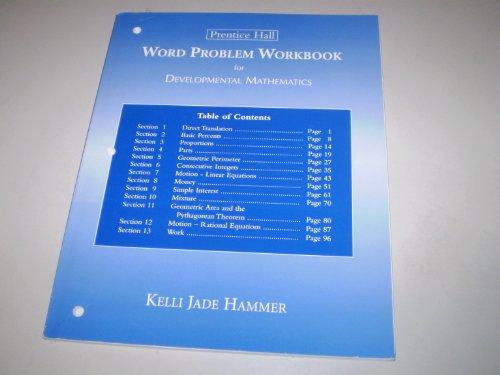 Prentice Hall
WORD PROBLEM WORKBOOK
for
DEVELOPMENTAL MATHEMATICS
Table of Contents
Section 1 Direct Translation ........................ Page 1
Section 2 Basic Percents ........................ Page 8
Section 3 Proportions ........................ Page 14
Section 4 Parts ........................ Page 19
Section 5 Geometric Perimeter ........................ Page 27
Section 6 Consecutive Integers ........................ Page 35
Section 7 Motion – Linear Equations ........................ Page 43
Section 8 Money ........................ Page 51
Section 9 Simple Interest ........................ Page 61
Section 10 Mixture ........................ Page 70
Section 11 Geometric Area and the
Pythagorean Theorem ........................ Page 80
Section 12 Motion – Rational Equations ........................ Page 87
Section 13 Work ........................ Page 96
KELLI JADE HAMMER